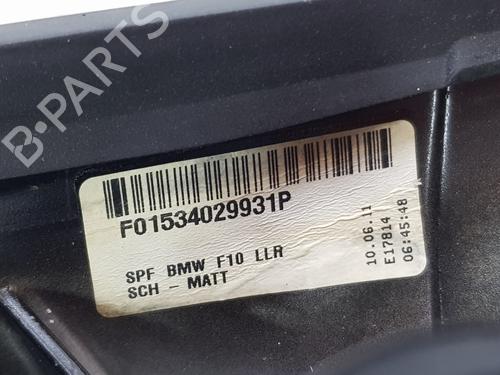 B-PARTS
F01534029931P
SPF BMW F10 LLR
SCH - MATT
10.06.11
E17814
06:45:48